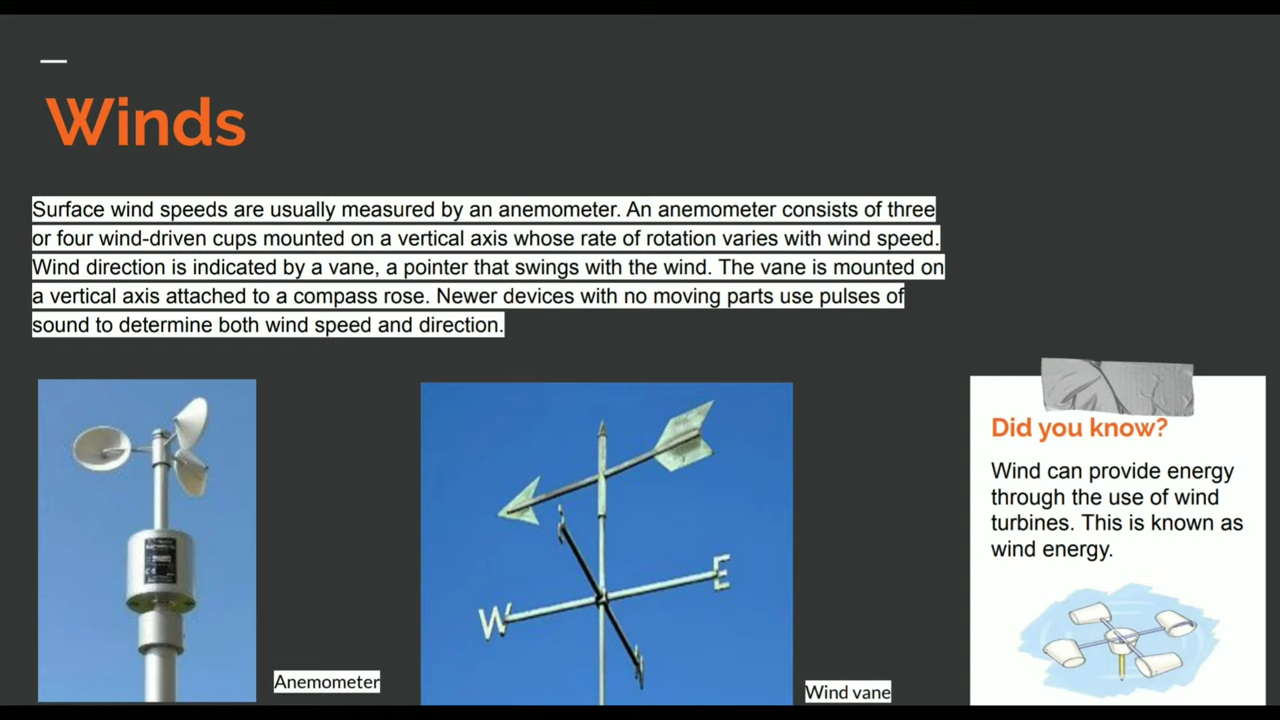 Winds
Surface wind speeds are usually measured by an anemometer. An anemometer consists of three
or four wind-driven cups mounted on a vertical axis whose rate of rotation varies with wind speed.
Wind direction is indicated by a vane, a pointer that swings with the wind. The vane is mounted on
a vertical axis attached to a compass rose. Newer devices with no moving parts use pulses of
sound to determine both wind speed and direction.
Anemometer
W
E
Wind vane
Did you know?
Wind can provide energy
through the use of wind
turbines. This is known as
wind energy.